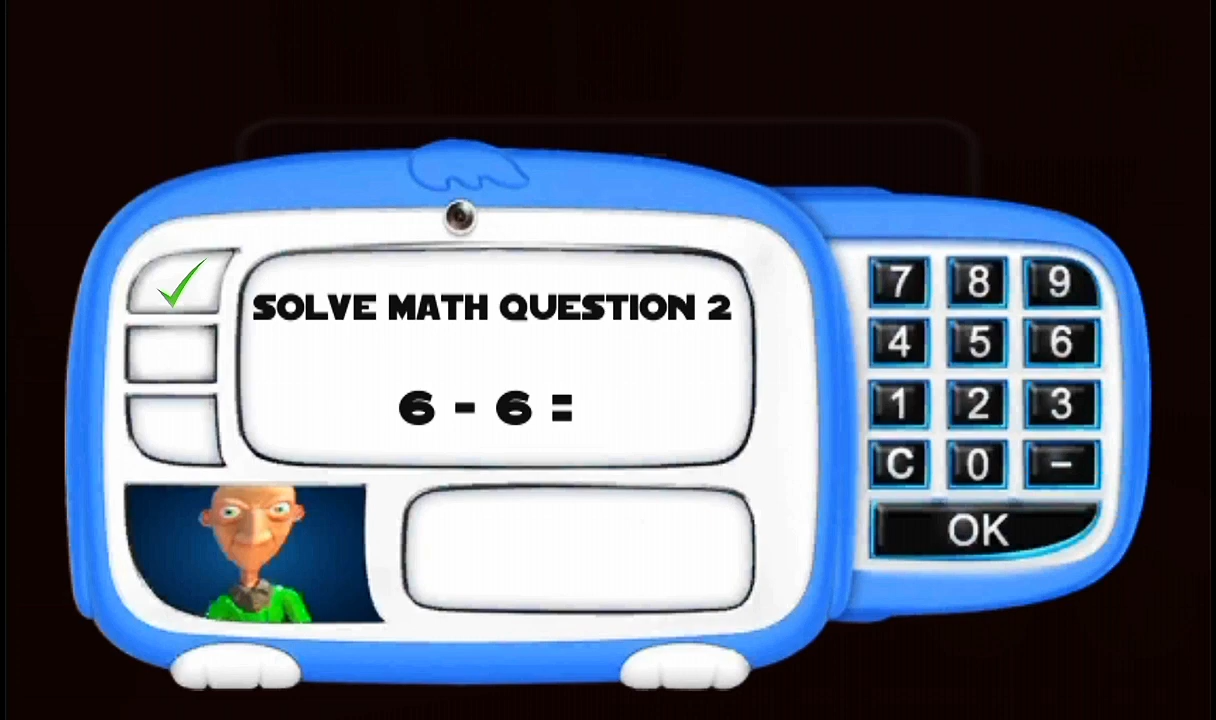 SOLVE MATH QUESTION 2
6 - 6 =
7 8 9
4 5 6
1 2 3
C 0 -
OK